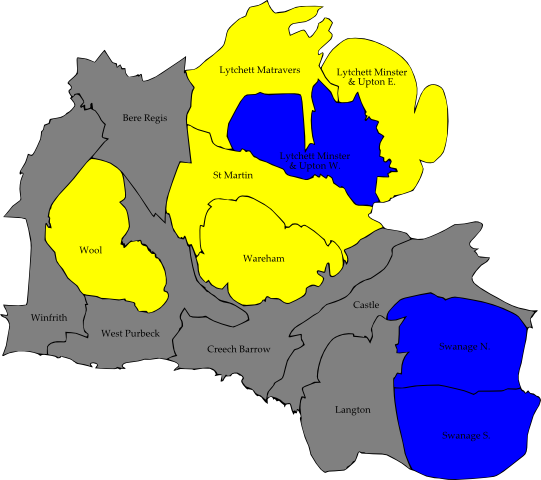 Lytchett Matravers
Lytchett Minster
& Upton E.
Bere Regis
Lytchett Minster
& Upton W.
St Martin
Wool
Wareham
Castle
Winfrith
West Purbeck
Creech Barrow
Swanage N.
Langton
Swanage S.